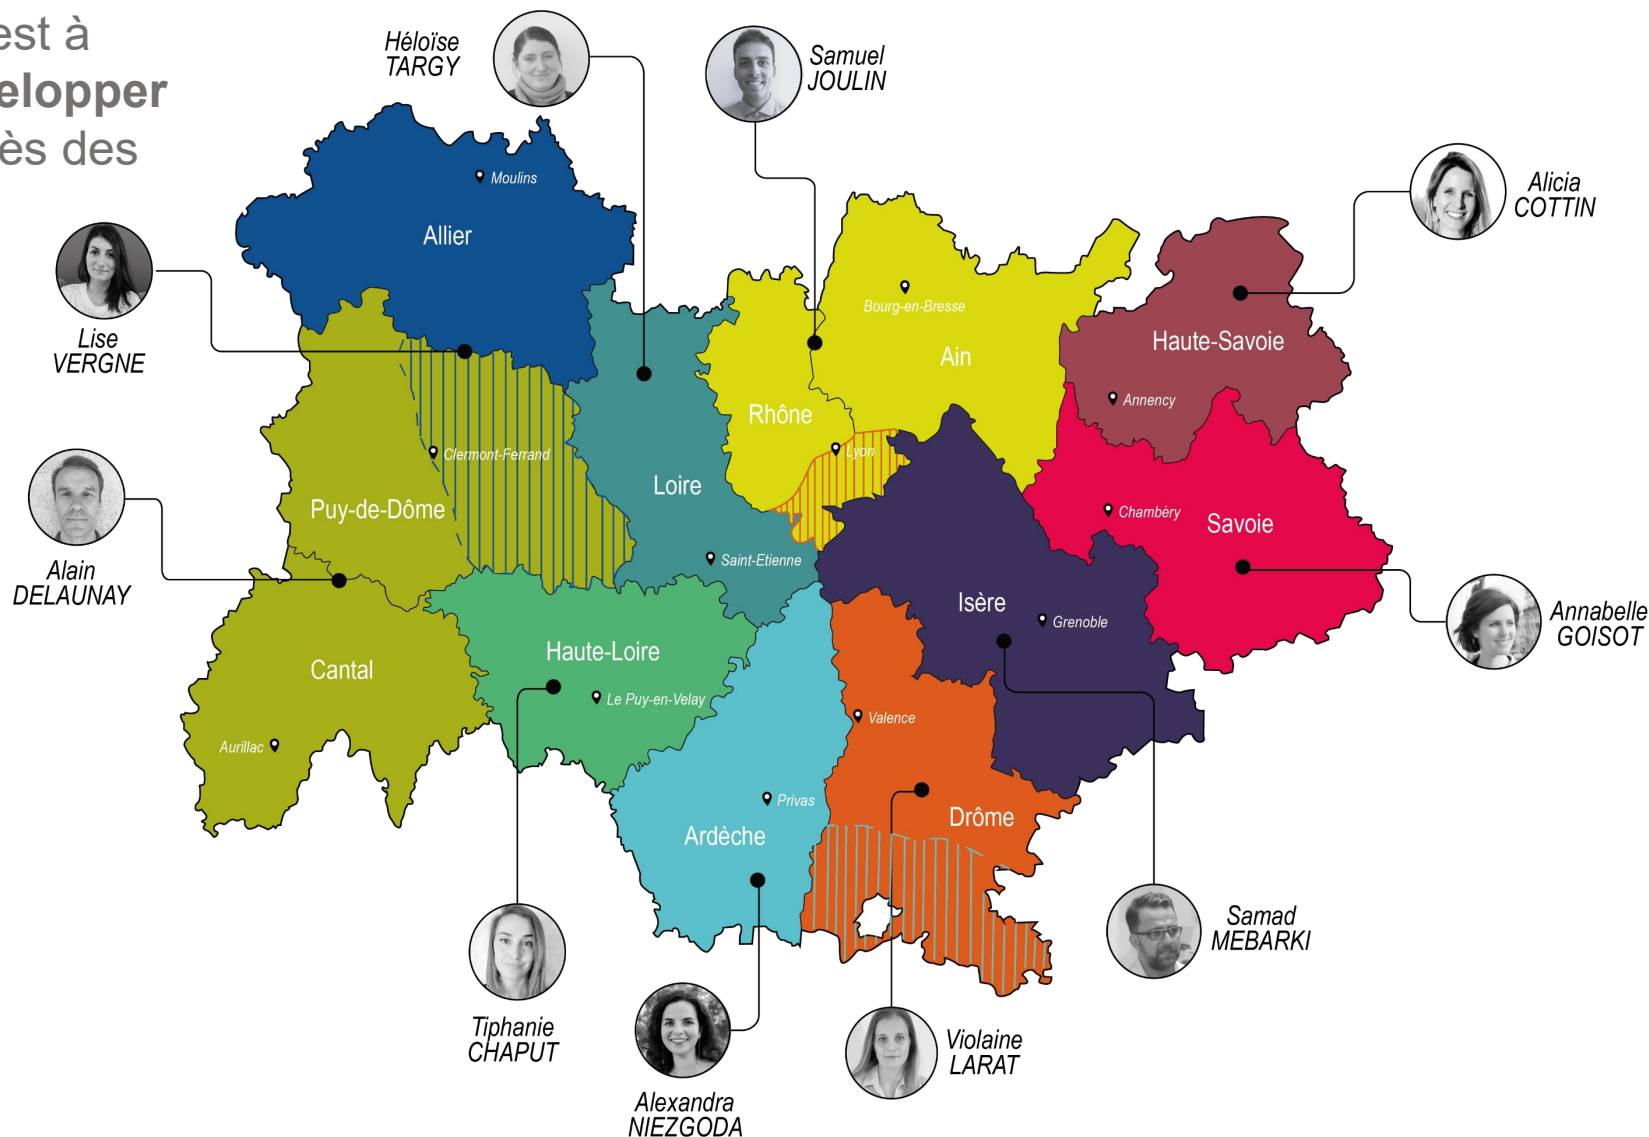 est à
elopper
ès des
Héloïse
TARGY
Samuel
JOULIN
Alicia
COTTIN
Moulins
Allier
Lise
VERGNE
Bourg-en-Bresse
Ain
Haute-Savoie
Annency
Rhône
Lyon
Clermont-Ferrand
Loire
Puy-de-Dôme
Chambéry
Savoie
Alain
DELAUNAY
Saint-Etienne
Isère
Grenoble
Annabelle
GOISOT
Haute-Loire
Cantal
Le Puy-en-Velay
Valence
Aurillac
Privas
Ardèche
Drôme
Samad
MEBARKI
Tiphanie
CHAPUT
Violaine
LARAT
Alexandra
NIEZGODA